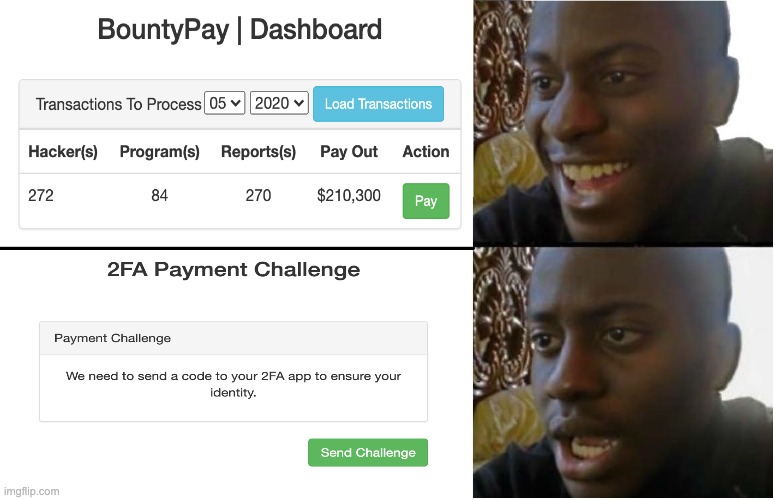 BountyPay | Dashboard
Transactions To Process 05 2020 Load Transactions
Hacker(s) Program(s) Reports(s) Pay Out Action
272 84 270 $210,300 Pay
2FA Payment Challenge
Payment Challenge
We need to send a code to your 2FA app to ensure your
identity.
Send Challenge
imgflip.com